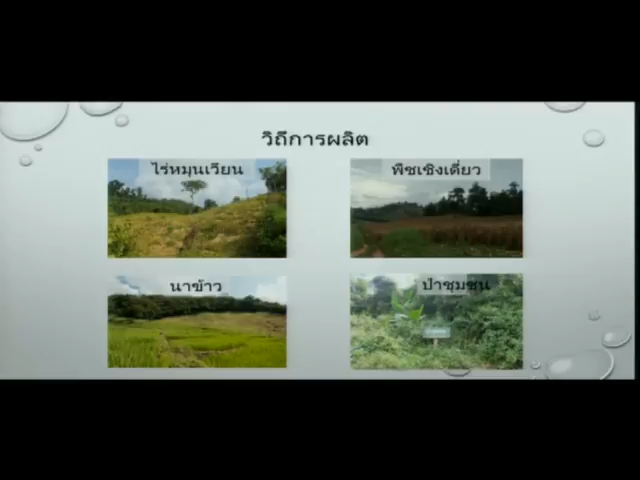 วิถีการผลิต
ไร่หมุนเวียน
พืชเชิงเดี่ยว
นาข้าว
ป่าชุมชน